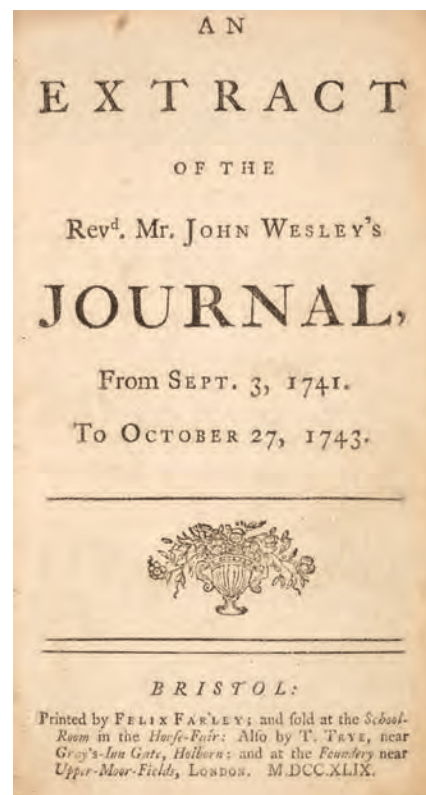 AN
EXTRACT
OF THE
Revd. Mr. JOHN WESLEY's
JOURNAL,
From SEPT. 3, 1741.
To OCTOBER 27, 1743.
BRISTOL:
Printed by FELIX FARLEY; and ſold at the School-
Room in the Horſe-Fair: Alſo by T. TRYE, near
Gray's-Inn Gate, Holborn: and at the Foundery near
Upper-Moor-Fields, LONDON. M.DCC.XLIX.